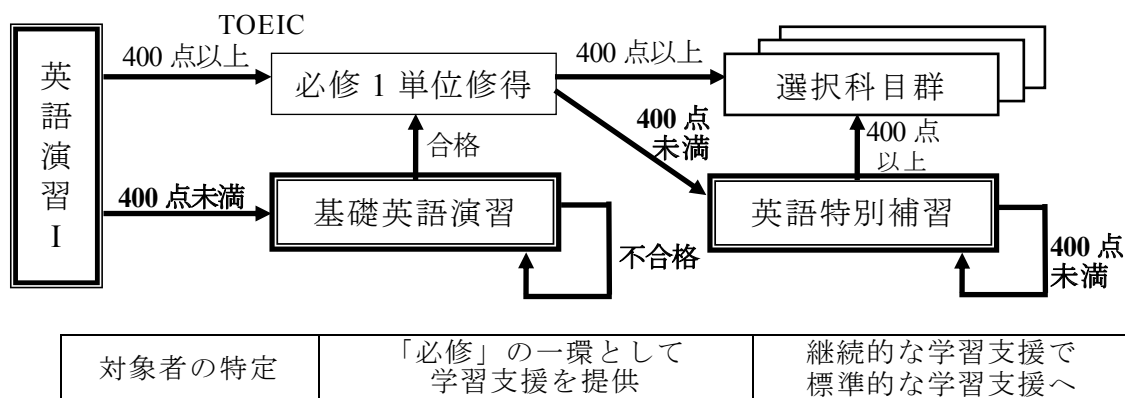 TOEIC
英語演習Ⅰ
400 点以上
必修 1 単位修得
400 点以上
選択科目群
合格
400 点
未満
400 点
以上
400 点未満
基礎英語演習
不合格
英語特別補習
400 点
未満
対象者の特定
「必修」の一環として
学習支援を提供
継続的な学習支援で
標準的な学習支援へ